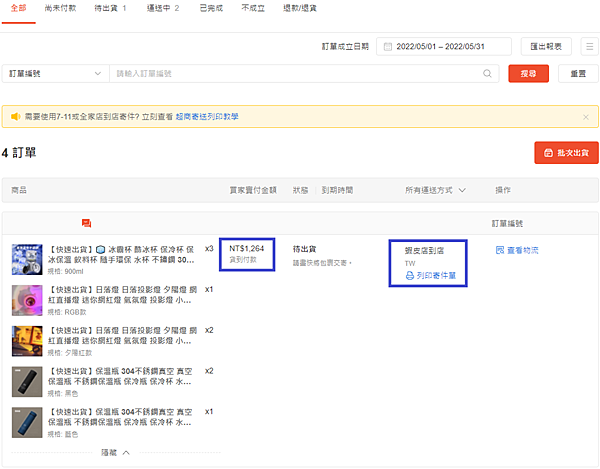 全部 尚未付款 待出貨 1 運送中 2 已完成 不成立 退款/退貨
訂單成立日期 2022/05/01 – 2022/05/31 匯出報表
訂單編號 請輸入訂單編號 搜尋 重置
需要使用7-11或全家店到店寄件? 立刻查看 超商寄送列印教學
4 訂單 批次出貨
商品 買家實付金額 狀態 到期時間 所有運送方式 操作
訂單編號
【快速出貨】🧊 冰霸杯 酷冰杯 保冷杯 保 x3 NT$1,264 待出貨 蝦皮店到店 查看物流
冰保溫 飲料杯 隨手環保 水杯 不鏽鋼 30... 貨到付款 請盡快將包裹交寄。 TW
規格: 900ml 列印寄件單
【快速出貨】日落燈 日落投影燈 夕陽燈 網 x1
紅直播燈 迷你網紅燈 氣氛燈 投影燈 小...
規格: RGB款
【快速出貨】日落燈 日落投影燈 夕陽燈 網 x2
紅直播燈 迷你網紅燈 氣氛燈 投影燈 小...
規格: 夕陽紅款
【快速出貨】保溫瓶 304不銹鋼真空 真空 x2
保溫瓶 不銹鋼保溫瓶 保冷瓶 保冷杯 水...
規格: 黑色
【快速出貨】保溫瓶 304不銹鋼真空 真空 x1
保溫瓶 不銹鋼保溫瓶 保冷瓶 保冷杯 水...
規格: 藍色
隱藏